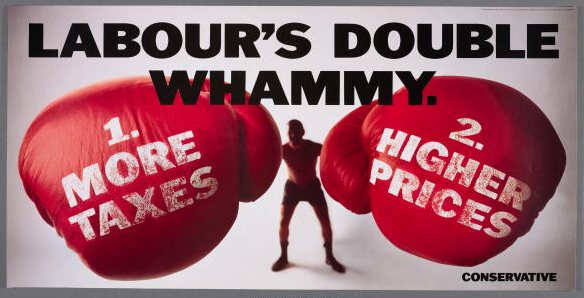 LABOUR'S DOUBLE
WHAMMY.
1.
MORE
TAXES
2.
HIGHER
PRICES
CONSERVATIVE